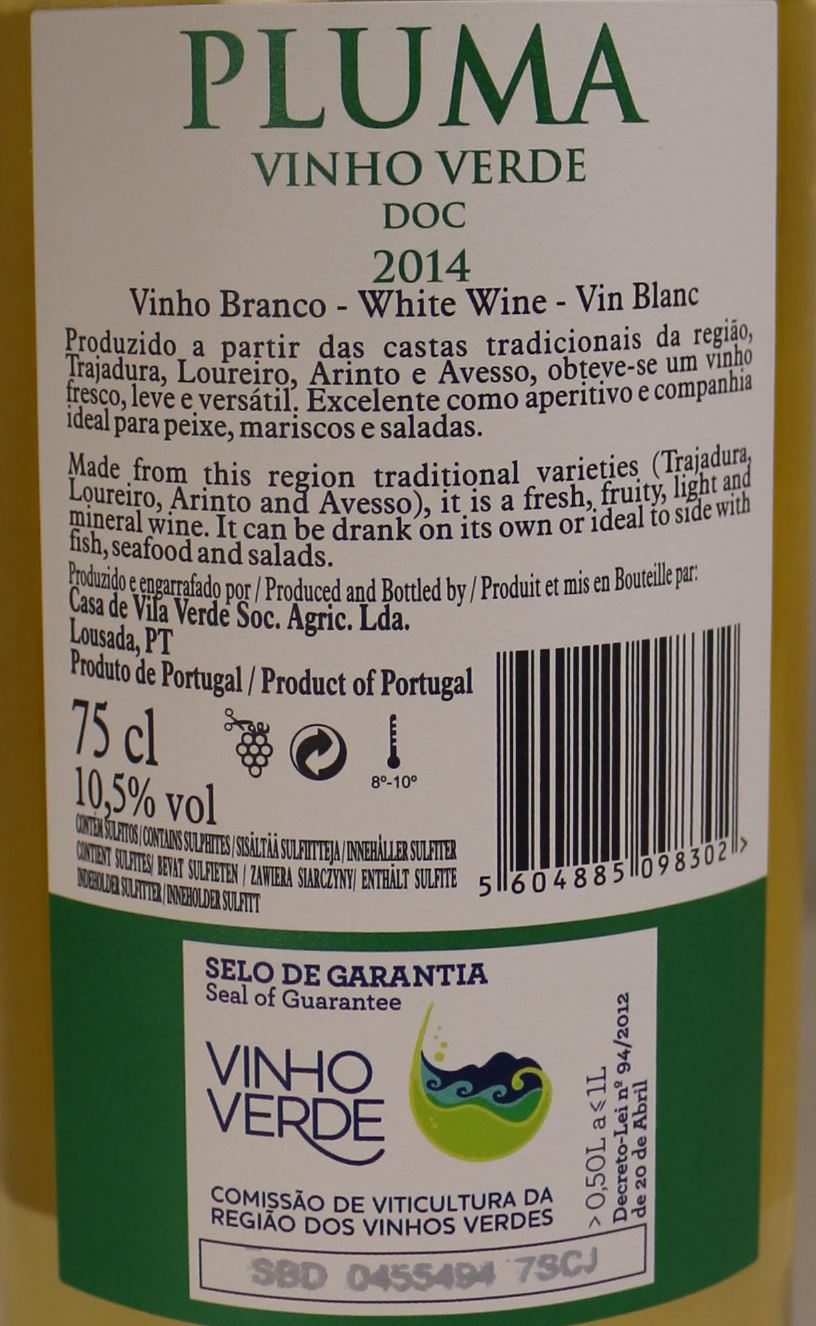 PLUMA
VINHO VERDE
DOC
2014
Vinho Branco - White Wine - Vin Blanc
Produzido a partir das castas tradicionais da região,
Trajadura, Loureiro, Arinto e Avesso, obteve-se um vinho
fresco, leve e versátil. Excelente como aperitivo e companhia
ideal para peixe, mariscos e saladas.
Made from this region traditional varieties (Trajadura,
Loureiro, Arinto and Avesso), it is a fresh, fruity, light and
mineral wine. It can be drank on its own or ideal to side with
fish, seafood and salads.
Produzido e engarrafado por / Produced and Bottled by / Produit et mis en Bouteille par:
Casa de Vila Verde Soc. Agric. Lda.
Lousada, PT
Produto de Portugal / Product of Portugal
75 cl
8º-10º
10,5% vol
CONTÉM SULFITOS / CONTAINS SULPHITES / SISÄLTÄÄ SULFIITTEJA / INNEHÅLLER SULFITER
CONTIENT SULFITES/ BEVAT SULFIETEN / ZAWIERA SIARCZYNY/ ENTHÄLT SULFITE
INDEHOLDER SULFITTER / INNEHOLDER SULFITT
5 604885 098302 >
SELO DE GARANTIA
Seal of Guarantee
VINHO
VERDE
COMISSÃO DE VITICULTURA DA
REGIÃO DOS VINHOS VERDES
> 0,50L a ≤ 1L
Decreto-Lei nº 94/2012
de 20 de Abril
SBD 0455494 7SCJ